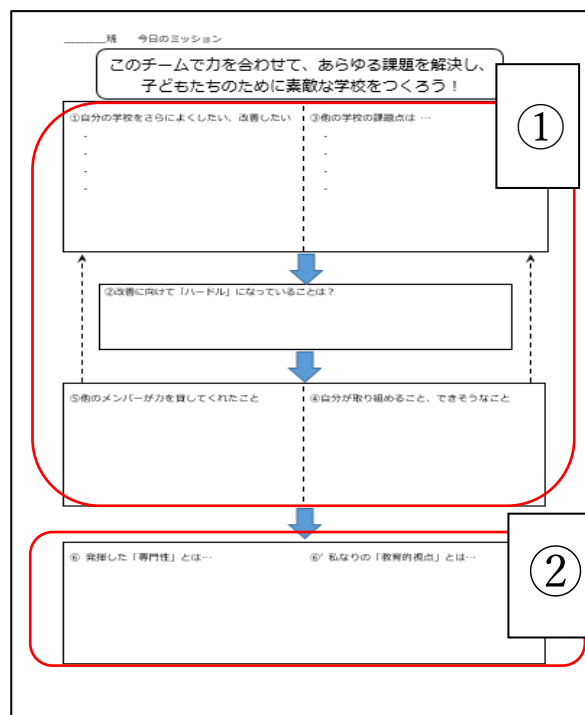 ______班 今日のミッション
このチームで力を合わせて、あらゆる課題を解決し、
子どもたちのために素敵な学校をつくろう！
①
①自分の学校をさらによくしたい、改善したい
-
-
-
-
③他の学校の課題点は …
-
-
-
-
②改善に向けて「ハードル」になっていることは？
⑤他のメンバーが力を貸してくれたこと
④自分が取り組めること、できそうなこと
②
⑥ 発揮した「専門性」とは…
⑥’ 私なりの「教育的視点」とは…